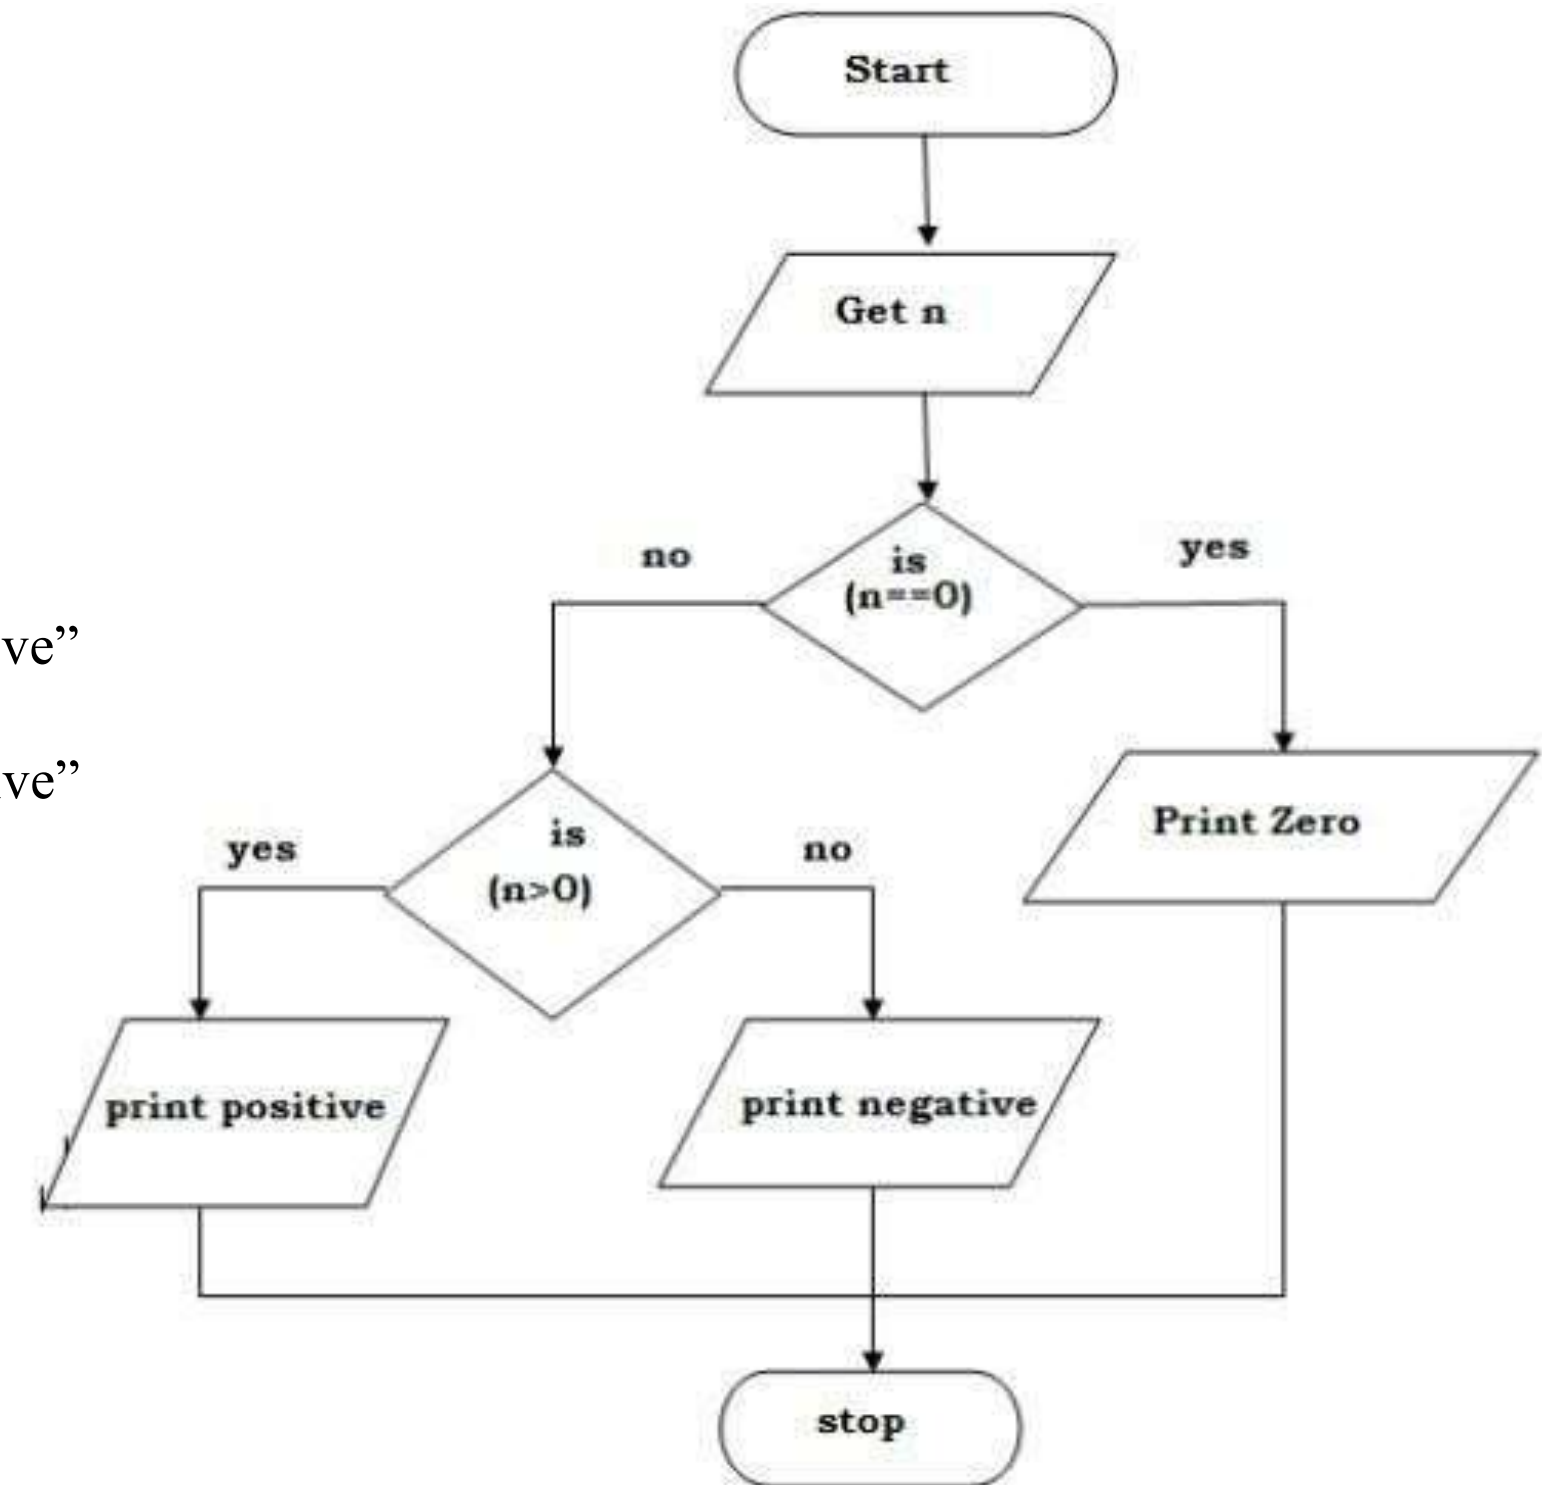 Start
Get n
no
yes
is
(n==0)
ve”
ve”
Print Zero
yes
is
no
(n>0)
print positive
print negative
stop